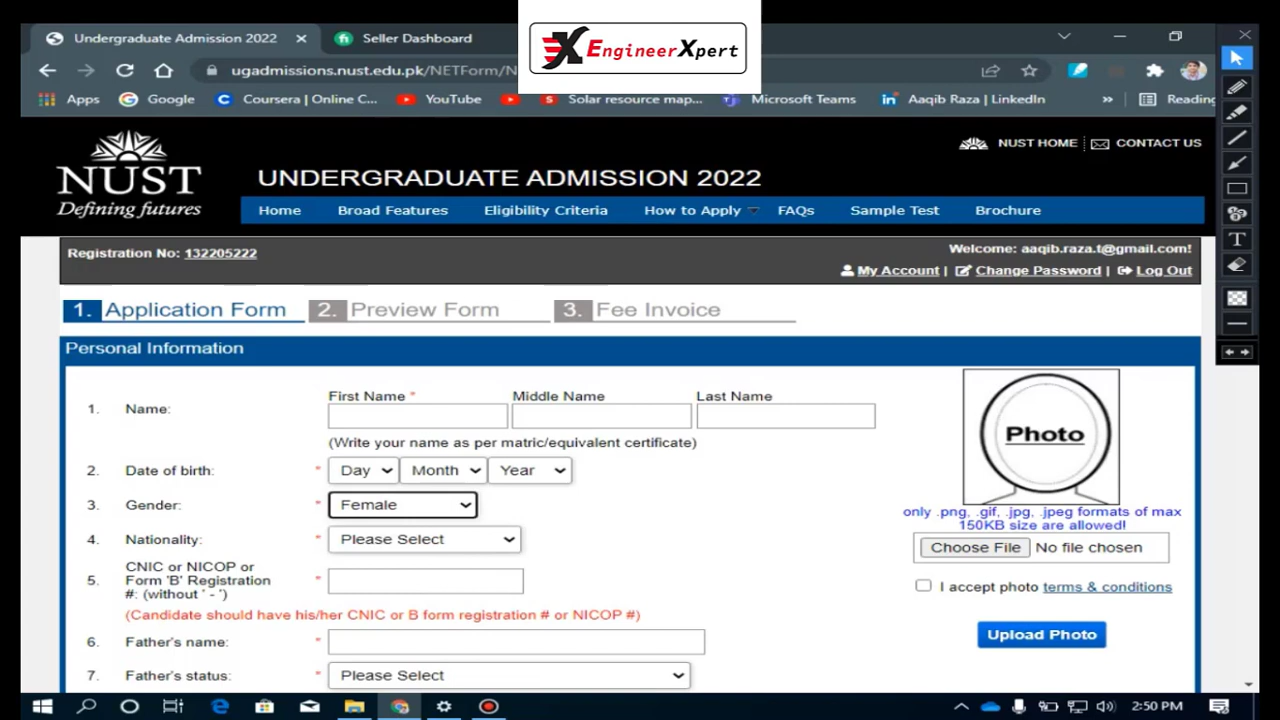 Undergraduate Admission 2022
Seller Dashboard
EngineerXpert
ugadmissions.nust.edu.pk/NETForm/N
Apps
Google
Coursera | Online C...
YouTube
Solar resource map...
Microsoft Teams
Aaqib Raza | LinkedIn
»
Reading
NUST
Defining futures
NUST HOME
CONTACT US
UNDERGRADUATE ADMISSION 2022
Home
Broad Features
Eligibility Criteria
How to Apply
FAQs
Sample Test
Brochure
Registration No: 132205222
Welcome: aaqib.raza.t@gmail.com!
My Account | Change Password | Log Out
1. Application Form
2. Preview Form
3. Fee Invoice
Personal Information
First Name * Middle Name Last Name
1. Name:
(Write your name as per matric/equivalent certificate)
2. Date of birth: * Day Month Year
3. Gender: * Female
4. Nationality: * Please Select
5. CNIC or NICOP or
Form 'B' Registration *
#: (without ' - ')
(Candidate should have his/her CNIC or B form registration # or NICOP #)
6. Father's name: *
7. Father's status: * Please Select
Photo
only .png, .gif, .jpg, .jpeg formats of max
150KB size are allowed!
Choose File No file chosen
I accept photo terms & conditions
Upload Photo
T
2:50 PM